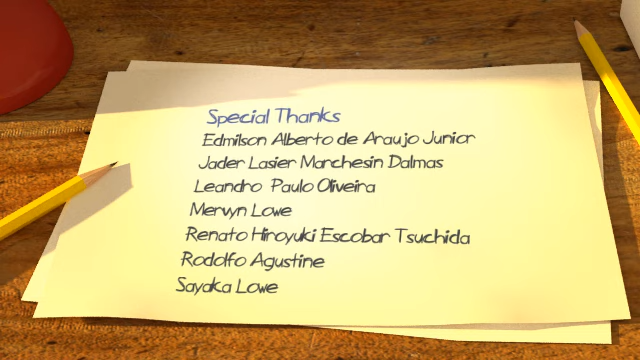 Special Thanks
Edmilson Alberto de Araujo Junior
Jader Lasier Marchesin Dalmas
Leandro Paulo Oliveira
Mervyn Lowe
Renato Hiroyuki Escobar Tsuchida
Rodolfo Agustine
Sayaka Lowe